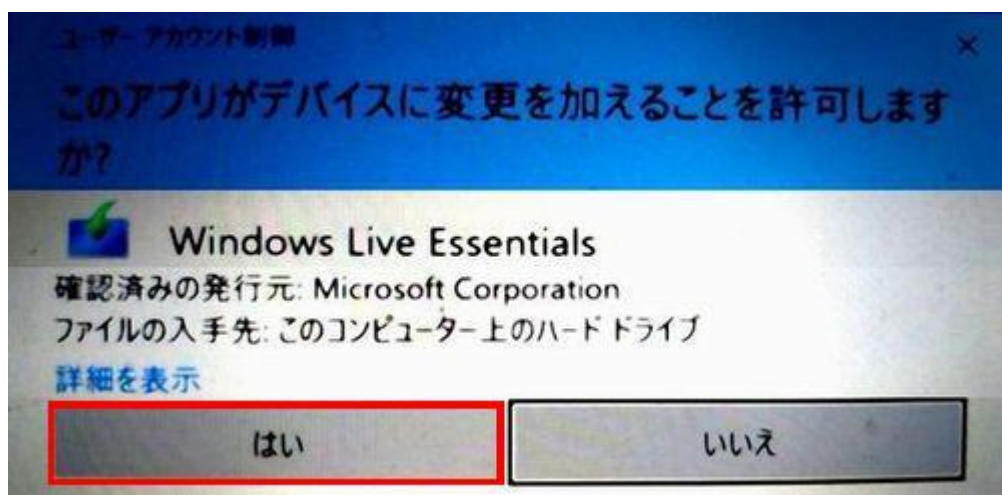 ユーザー アカウント制御
×
このアプリがデバイスに変更を加えることを許可します
か?
Windows Live Essentials
確認済みの発行元: Microsoft Corporation
ファイルの入手先: このコンピューター上のハード ドライブ
詳細を表示
はい
いいえ